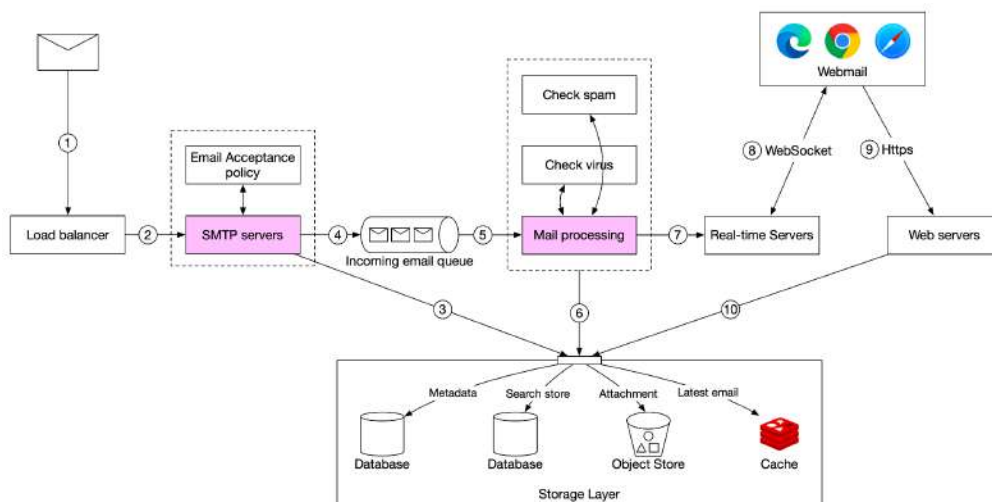 Webmail
Check spam
1
8 WebSocket
9 Https
Email Acceptance
policy
Check virus
Load balancer
2
SMTP servers
4
5
Mail processing
7
Real-time Servers
Web servers
Incorning email queue
3
6
10
Metadata
Search store
Attachment
Latest email
Database
Database
Object Store
Cache
Storage Layer